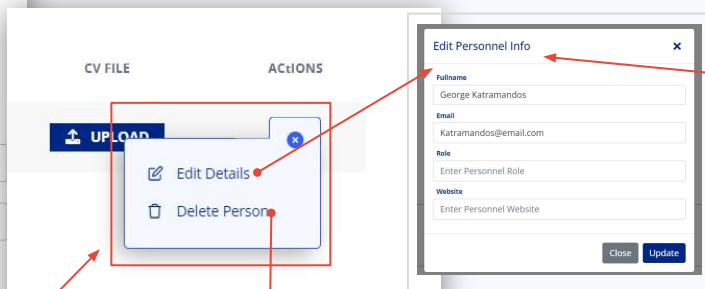 CV FILE
ACtIONS
UPLOAD
Edit Details
Delete Person
Edit Personnel Info
Fullname
George Katramandos
Email
Katramandos@email.com
Role
Enter Personnel Role
Website
Enter Personnel Website
Close
Update